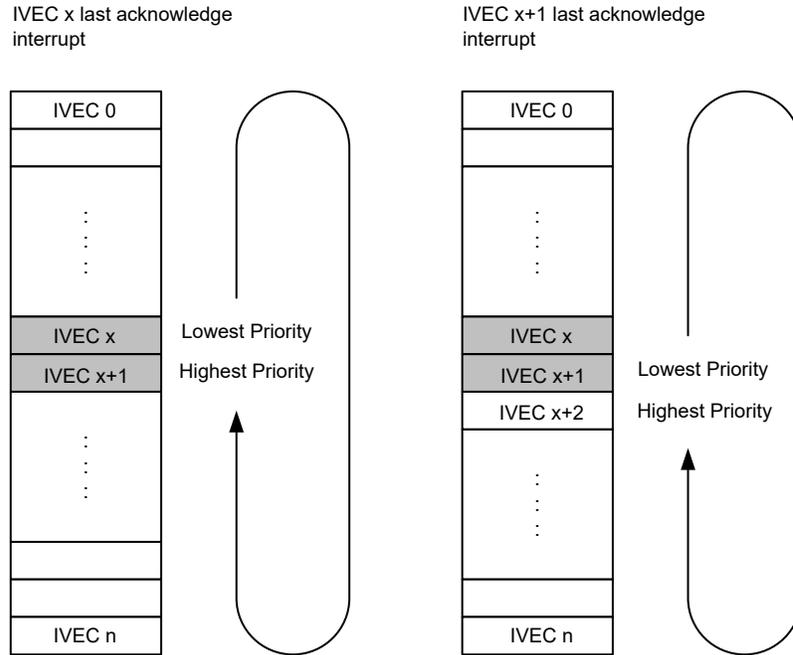 IVEC x last acknowledge
interrupt
IVEC 0
⋮
IVEC x
Lowest Priority
IVEC x+1
Highest Priority
⋮
IVEC n
IVEC x+1 last acknowledge
interrupt
IVEC 0
⋮
IVEC x
IVEC x+1
Lowest Priority
IVEC x+2
Highest Priority
⋮
IVEC n